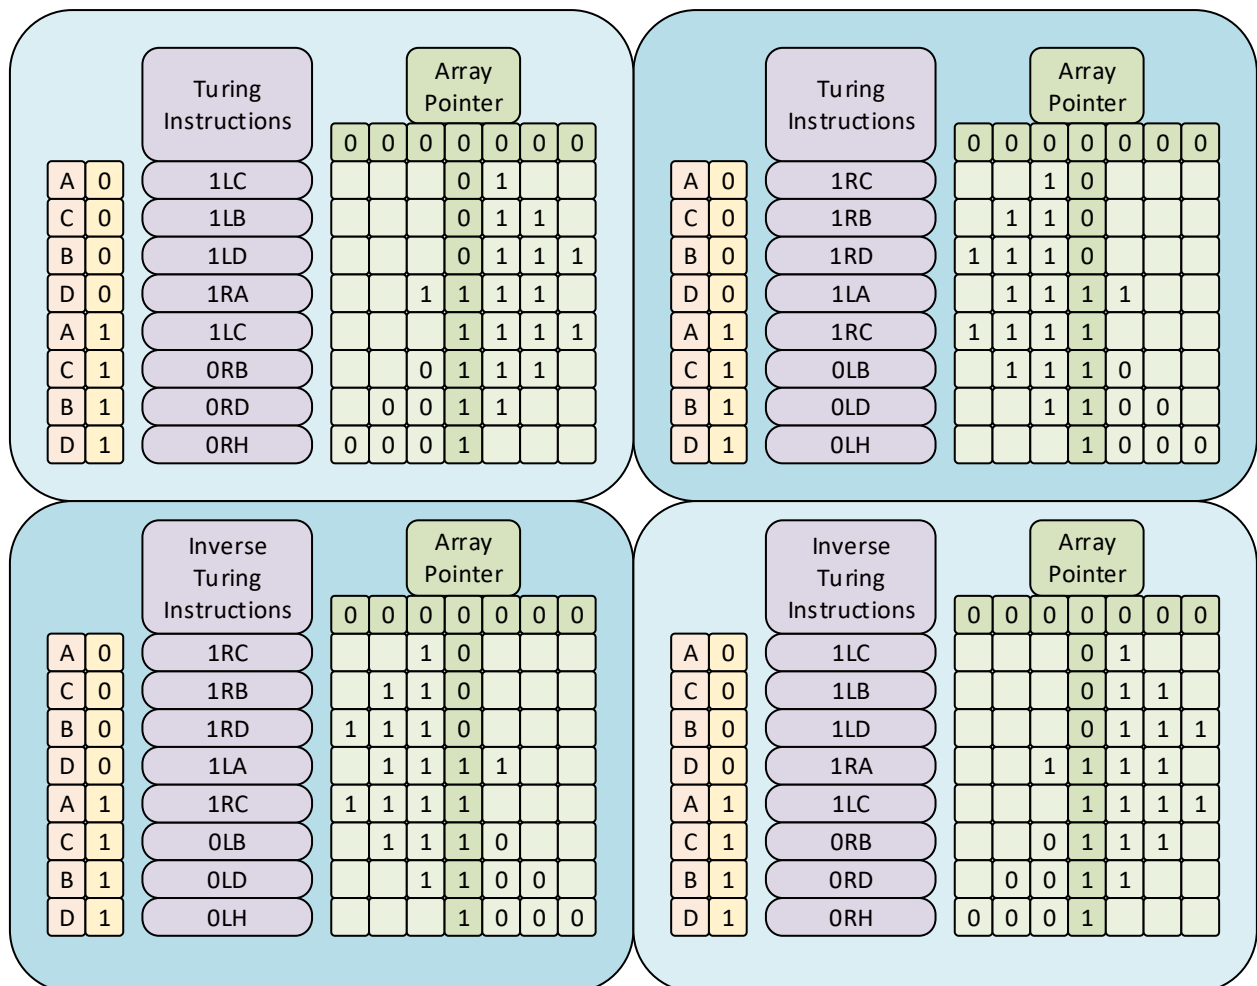 Turing
Instructions
Array
Pointer
0 0 0 0 0 0 0
A 0 1LC 0 1
C 0 1LB 0 1 1
B 0 1LD 0 1 1 1
D 0 1RA 1 1 1 1
A 1 1LC 1 1 1 1
C 1 0RB 0 1 1 1
B 1 0RD 0 0 1 1
D 1 0RH 0 0 0 1
Turing
Instructions
Array
Pointer
0 0 0 0 0 0 0
A 0 1RC 1 0
C 0 1RB 1 1 0
B 0 1RD 1 1 1 0
D 0 1LA 1 1 1 1
A 1 1RC 1 1 1 1
C 1 0LB 1 1 1 0
B 1 0LD 1 1 0 0
D 1 0LH 1 0 0 0
Inverse
Turing
Instructions
Array
Pointer
0 0 0 0 0 0 0
A 0 1RC 1 0
C 0 1RB 1 1 0
B 0 1RD 1 1 1 0
D 0 1LA 1 1 1 1
A 1 1RC 1 1 1 1
C 1 0LB 1 1 1 0
B 1 0LD 1 1 0 0
D 1 0LH 1 0 0 0
Inverse
Turing
Instructions
Array
Pointer
0 0 0 0 0 0 0
A 0 1LC 0 1
C 0 1LB 0 1 1
B 0 1LD 0 1 1 1
D 0 1RA 1 1 1 1
A 1 1LC 1 1 1 1
C 1 0RB 0 1 1 1
B 1 0RD 0 0 1 1
D 1 0RH 0 0 0 1